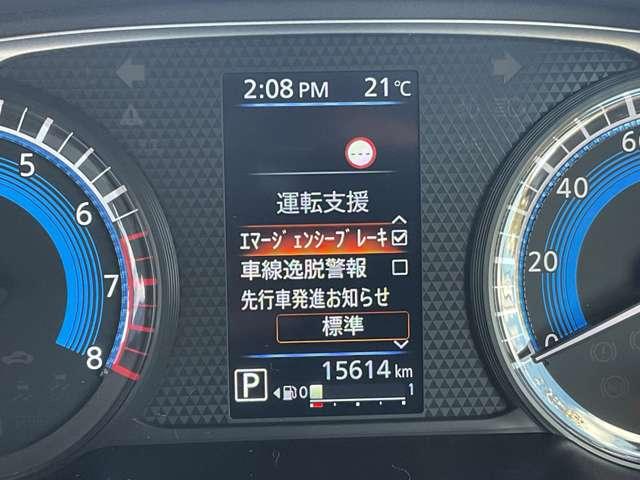 2:08 PM 21℃
運転支援
エマージェンシーブレーキ
車線逸脱警報
先行車発進お知らせ
標準
15614 km
P 0 1
5
6
7
8
60
40
20
0